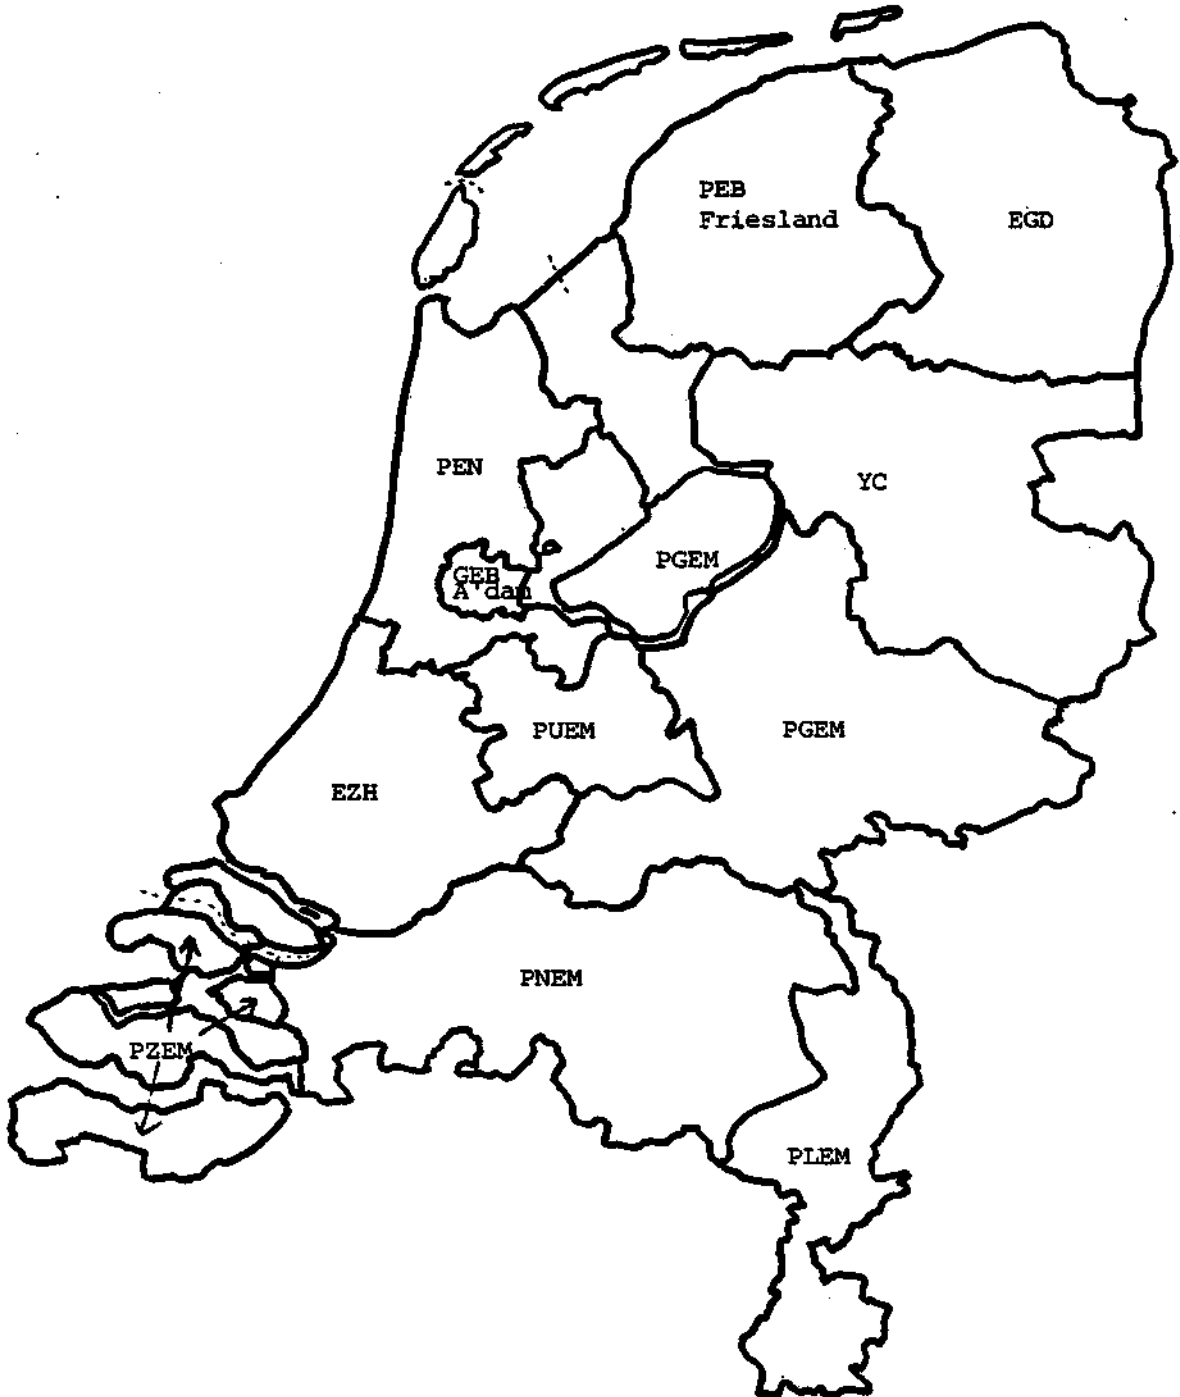 PEB
Friesland
EGD
PEN
YC
PGEM
GEB
A'dam
PUEM
PGEM
EZH
PNEM
PZEM
PLEM